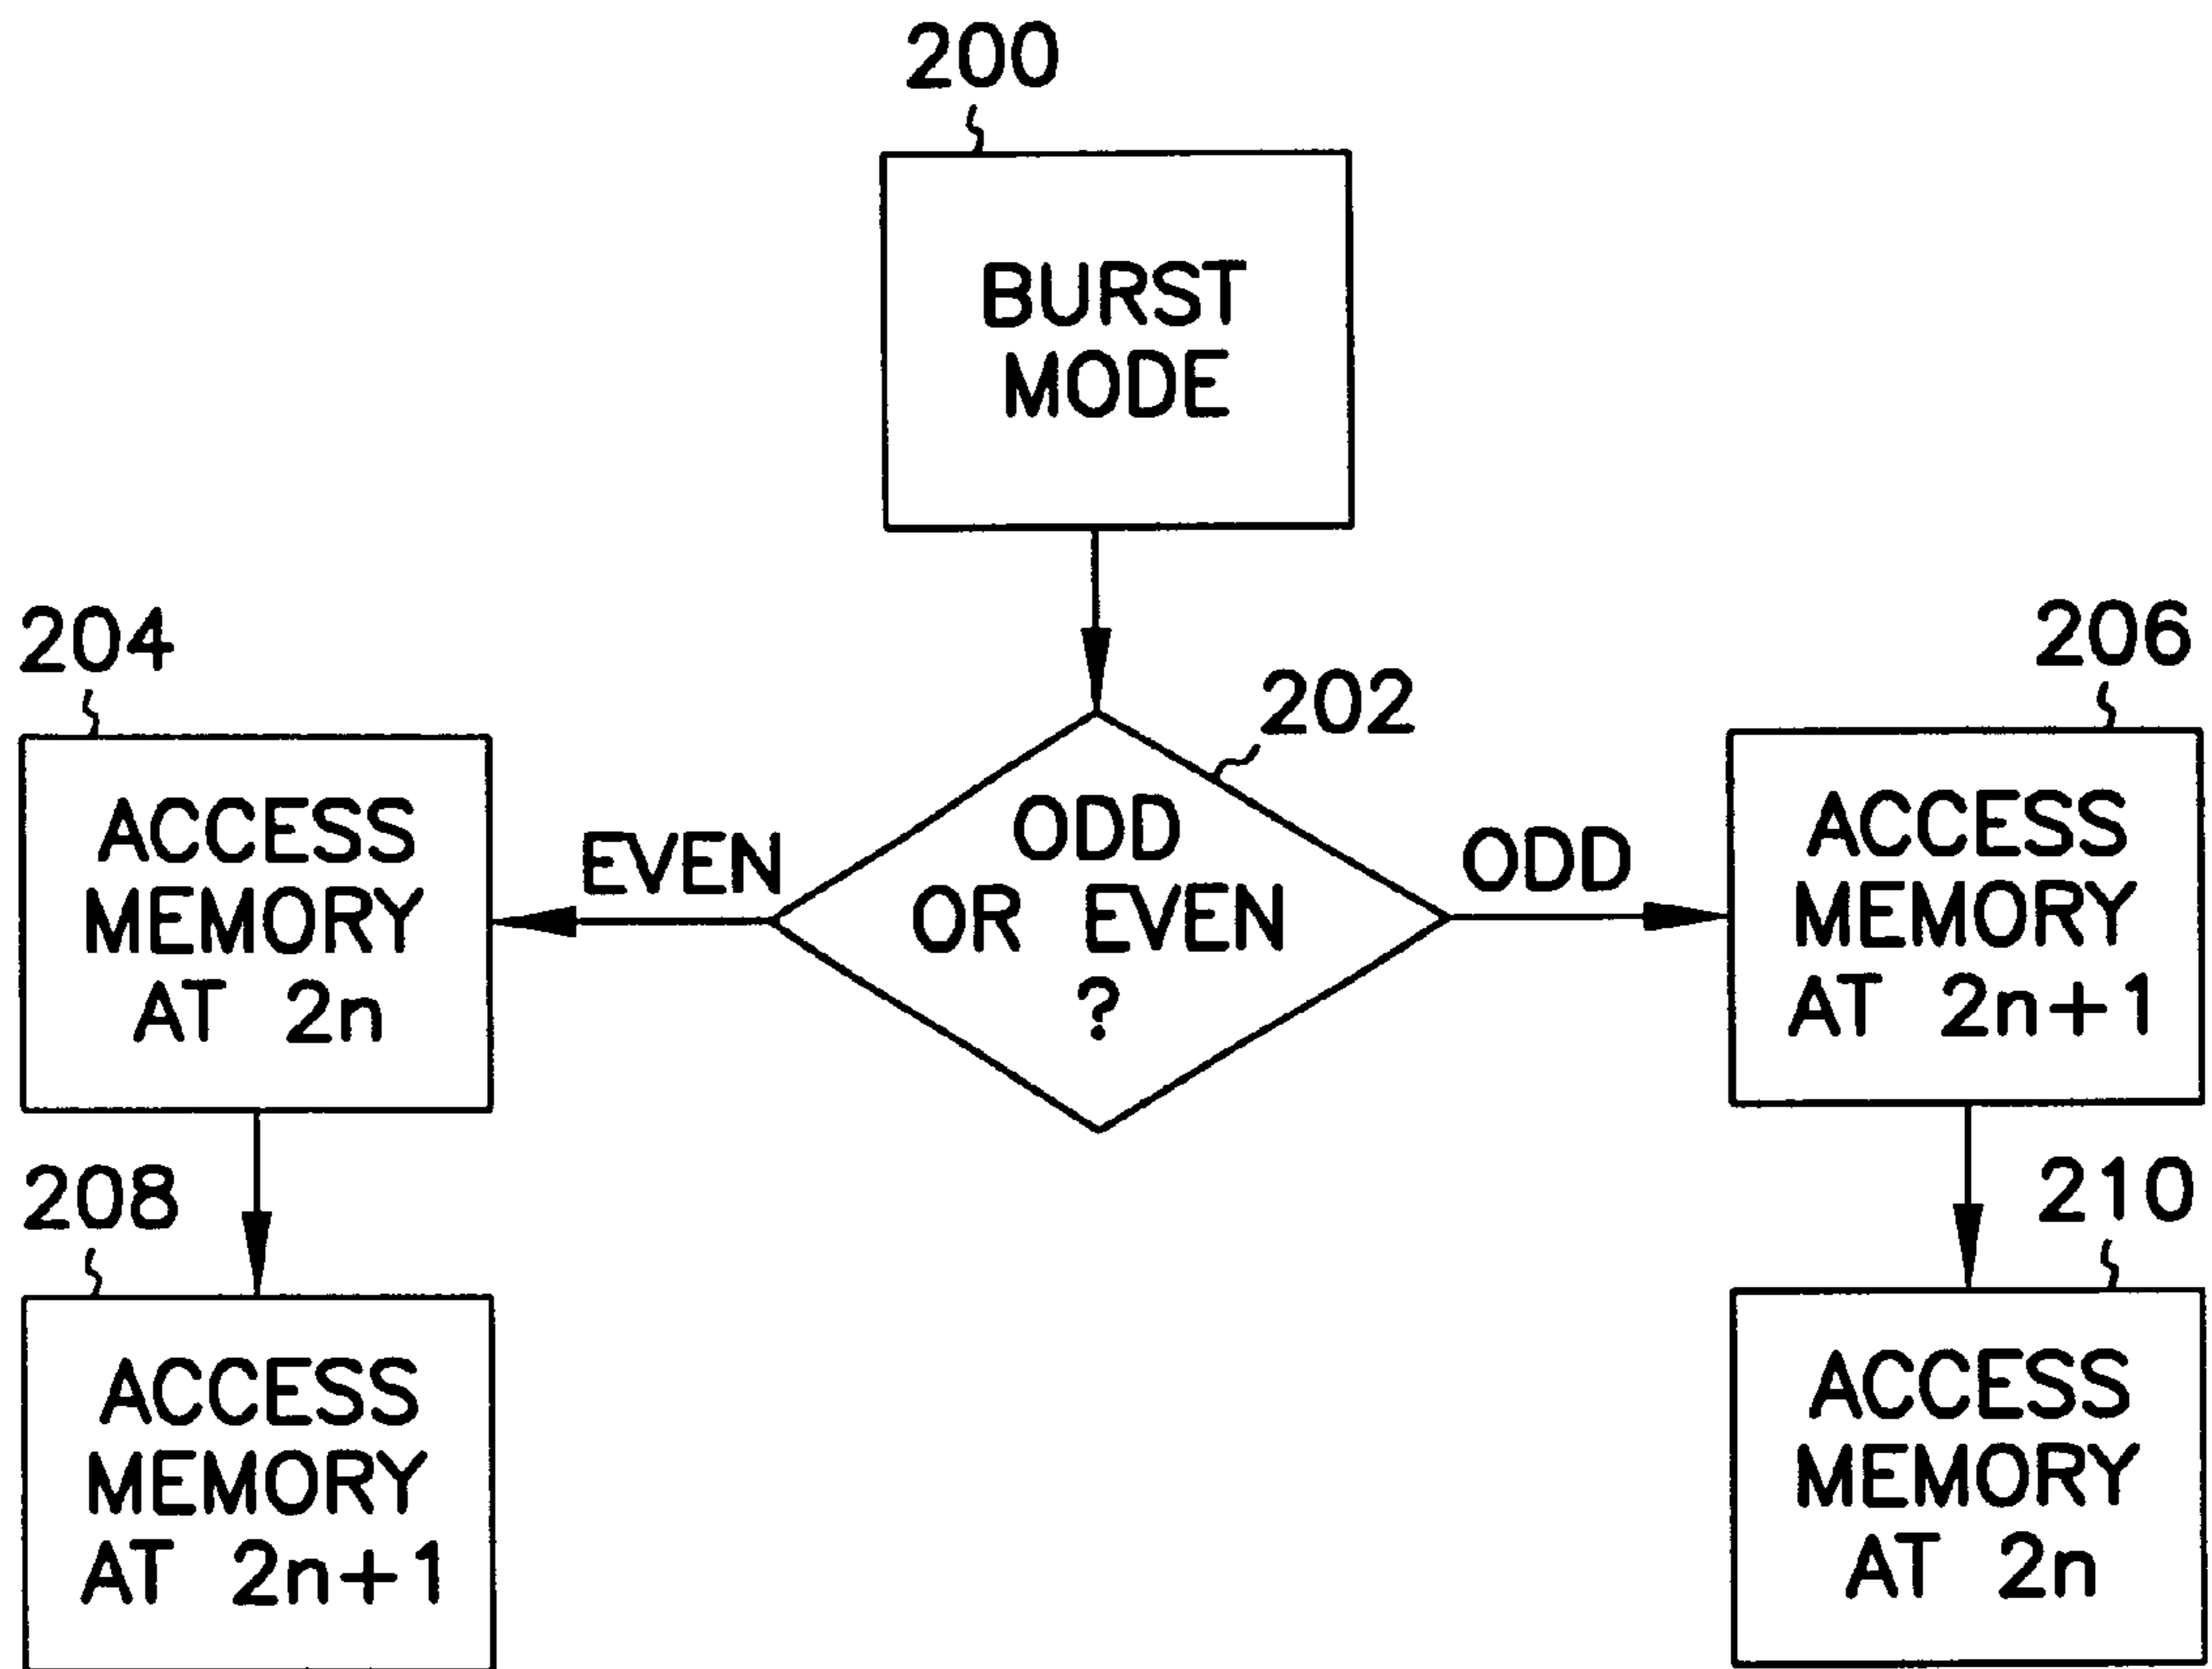 200
BURST
MODE
204
206
202
ACCESS
MEMORY
AT 2n
EVEN
ODD
OR EVEN
?
ODD
ACCESS
MEMORY
AT 2n+1
208
210
ACCESS
MEMORY
AT 2n+1
ACCESS
MEMORY
AT 2n